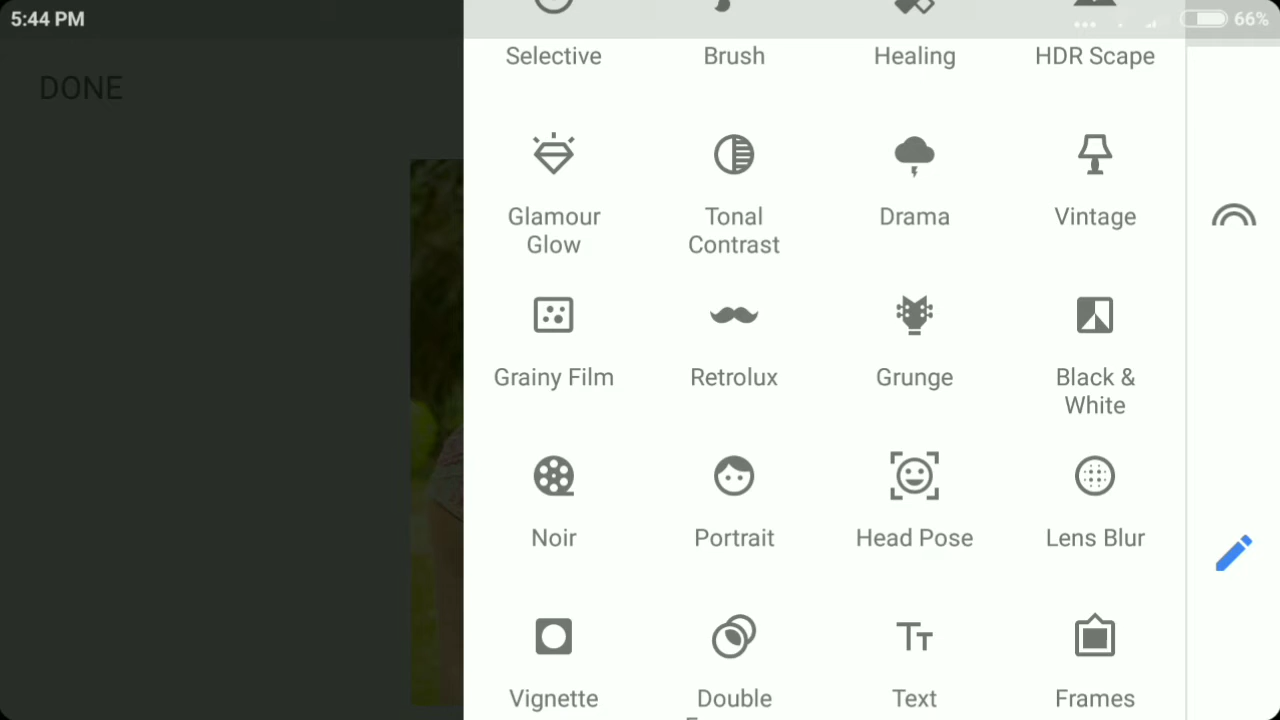 5:44 PM
66%
DONE
Selective
Brush
Healing
HDR Scape
Glamour
Glow
Tonal
Contrast
Drama
Vintage
Grainy Film
Retrolux
Grunge
Black &
White
Noir
Portrait
Head Pose
Lens Blur
Vignette
Double
Text
Frames